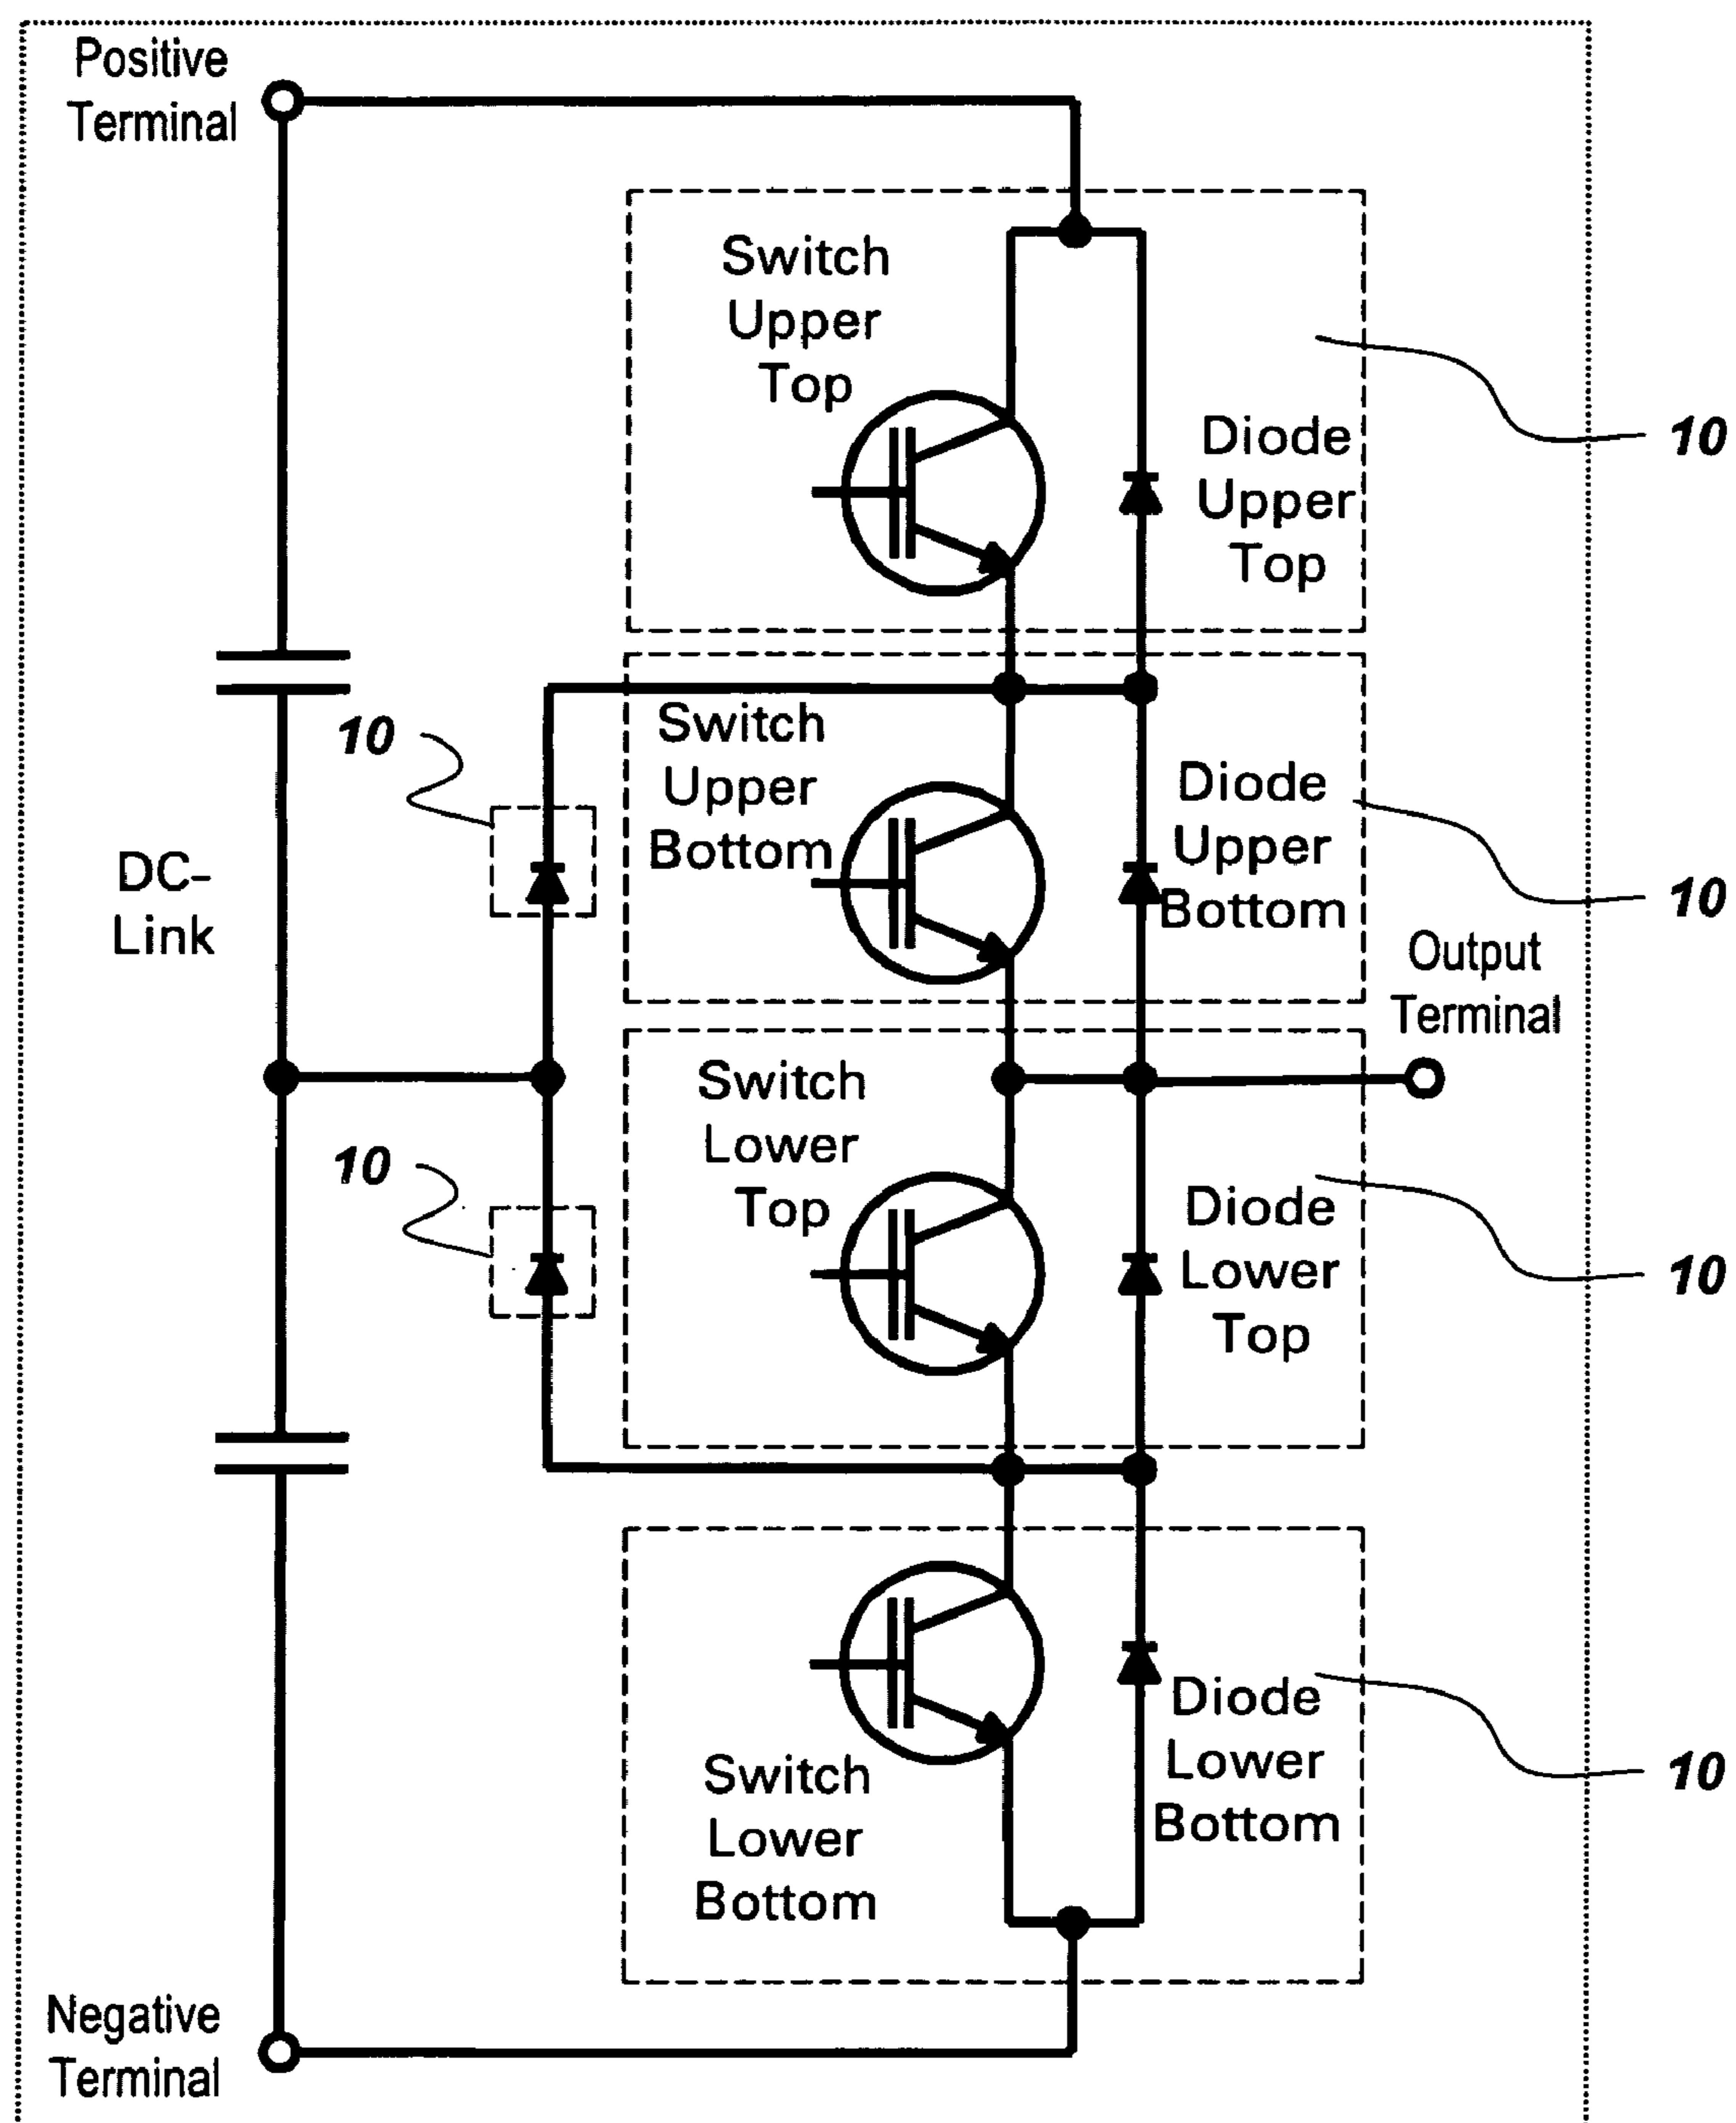 Positive
Terminal
Switch
Upper
Top
Diode
Upper
Top
10
10
Switch
Upper
Bottom
Diode
Upper
Bottom
10
DC-
Link
Output
Terminal
10
Switch
Lower
Top
Diode
Lower
Top
10
Diode
Lower
Bottom
10
Switch
Lower
Bottom
Negative
Terminal